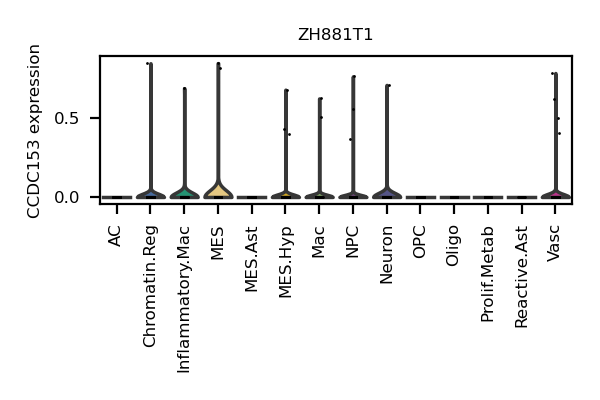 ZH881T1
CCDC153 expression
0.5
0.0
AC
Chromatin.Reg
Inflammatory.Mac
MES
MES.Ast
MES.Hyp
Mac
NPC
Neuron
OPC
Oligo
Prolif.Metab
Reactive.Ast
Vasc